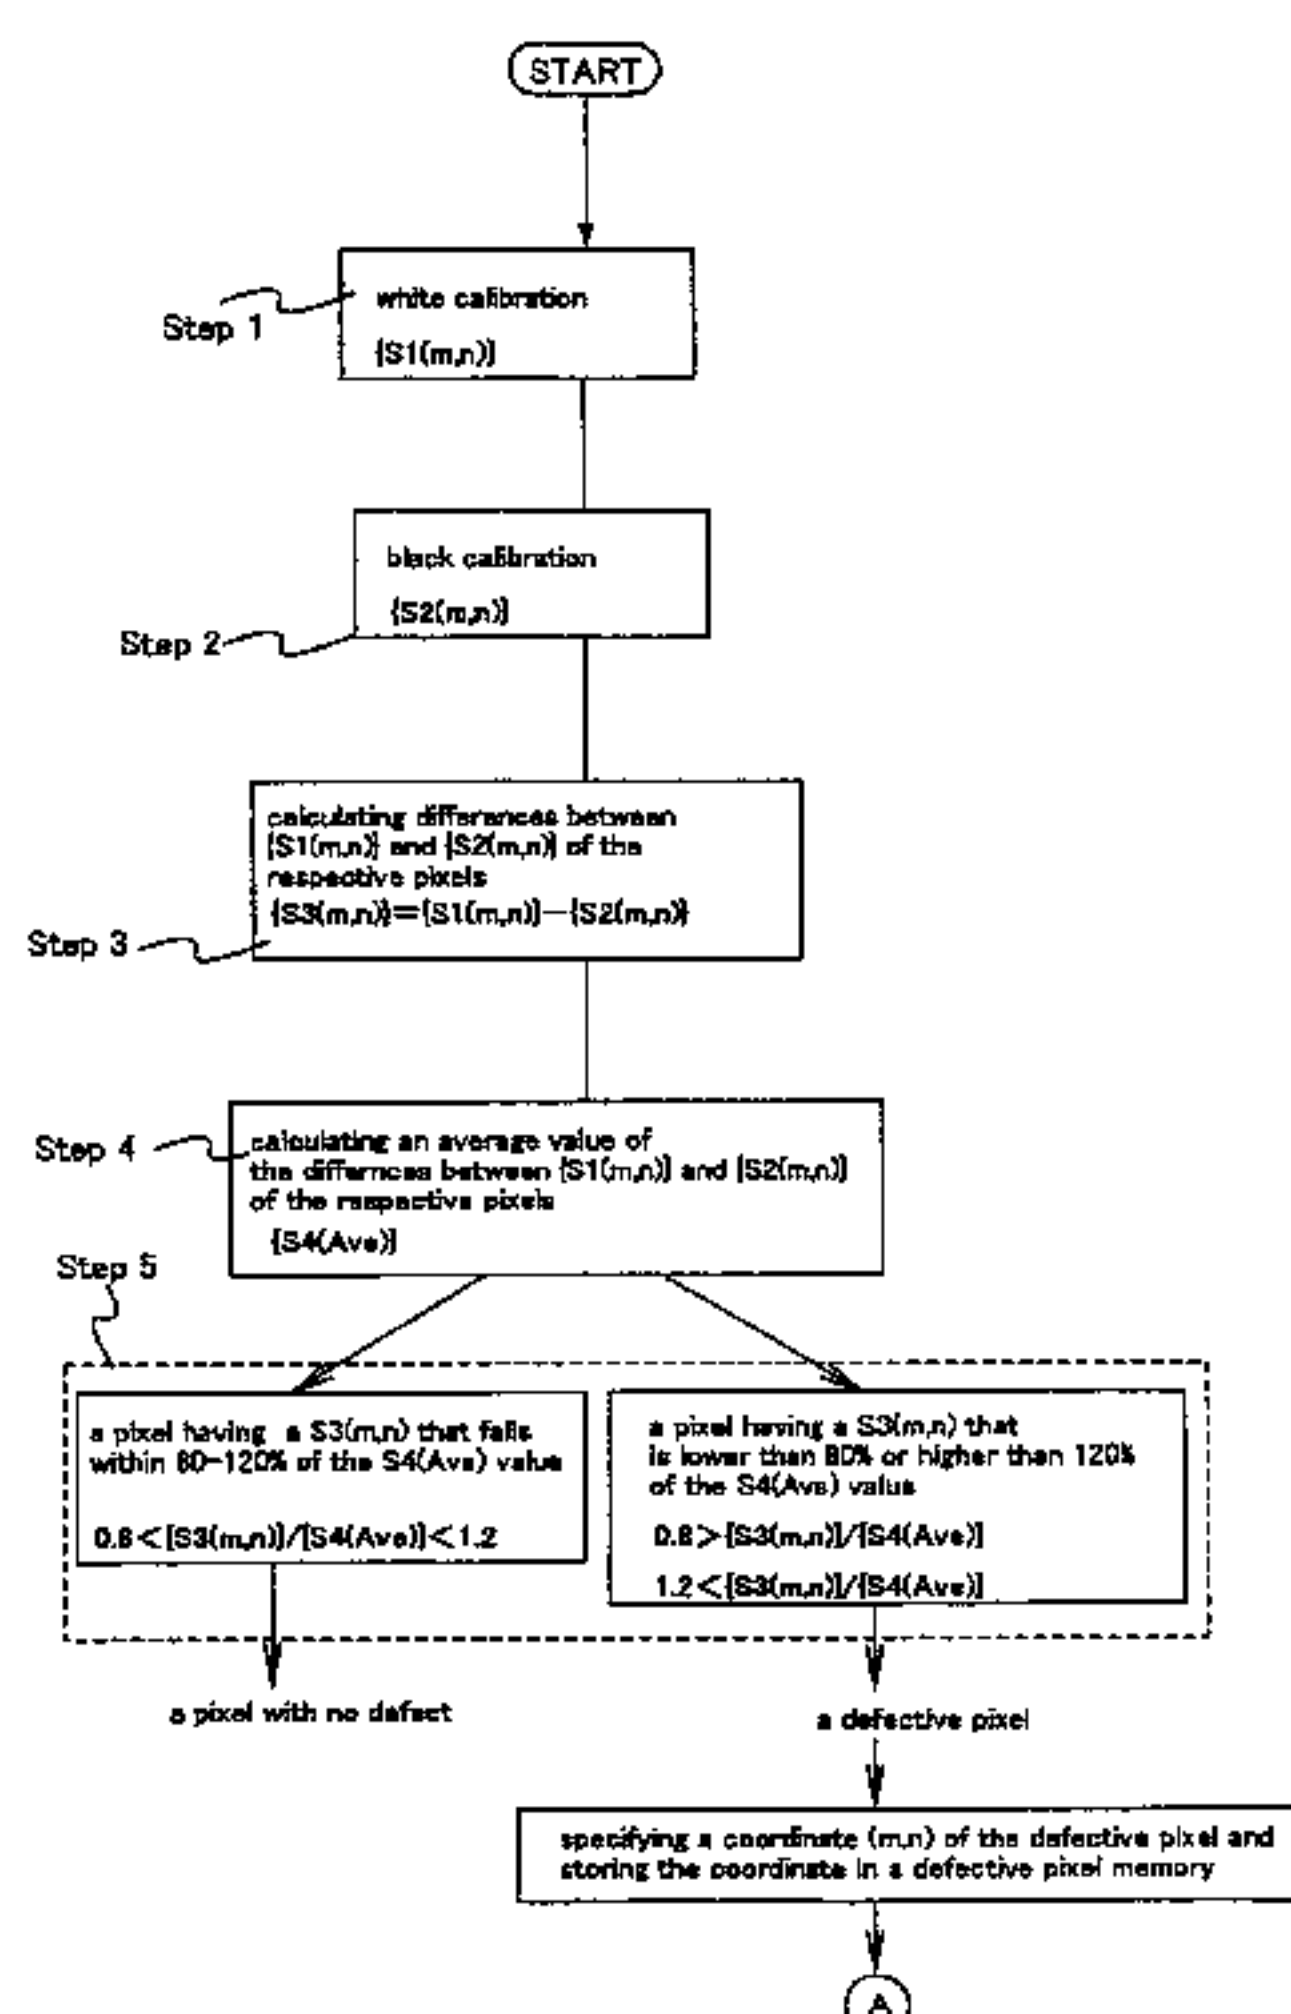 START
Step 1
white calibration
{S1(m,n)}
black calibration
{S2(m,n)}
Step 2
calculating differences between
{S1(m,n)} and {S2(m,n)} of the
respective pixels
{S3(m,n)}={S1(m,n)}-{S2(m,n)}
Step 3
Step 4
calculating an average value of
the differnces between {S1(m,n)} and {S2(m,n)}
of the respective pixels
{S4(Ave)}
Step 5
a pixel having a S3(m,n) that falls
within 80-120% of the S4(Ave) value
0.8<{S3(m,n)}/{S4(Ave)}<1.2
a pixel having a S3(m,n) that
is lower than 80% or higher than 120%
of the S4(Ave) value
0.8>{S3(m,n)}/{S4(Ave)}
1.2<{S3(m,n)}/{S4(Ave)}
a pixel with no defect
a defective pixel
specifying a coordinate (m,n) of the defective pixel and
storing the coordinate in a defective pixel memory
A